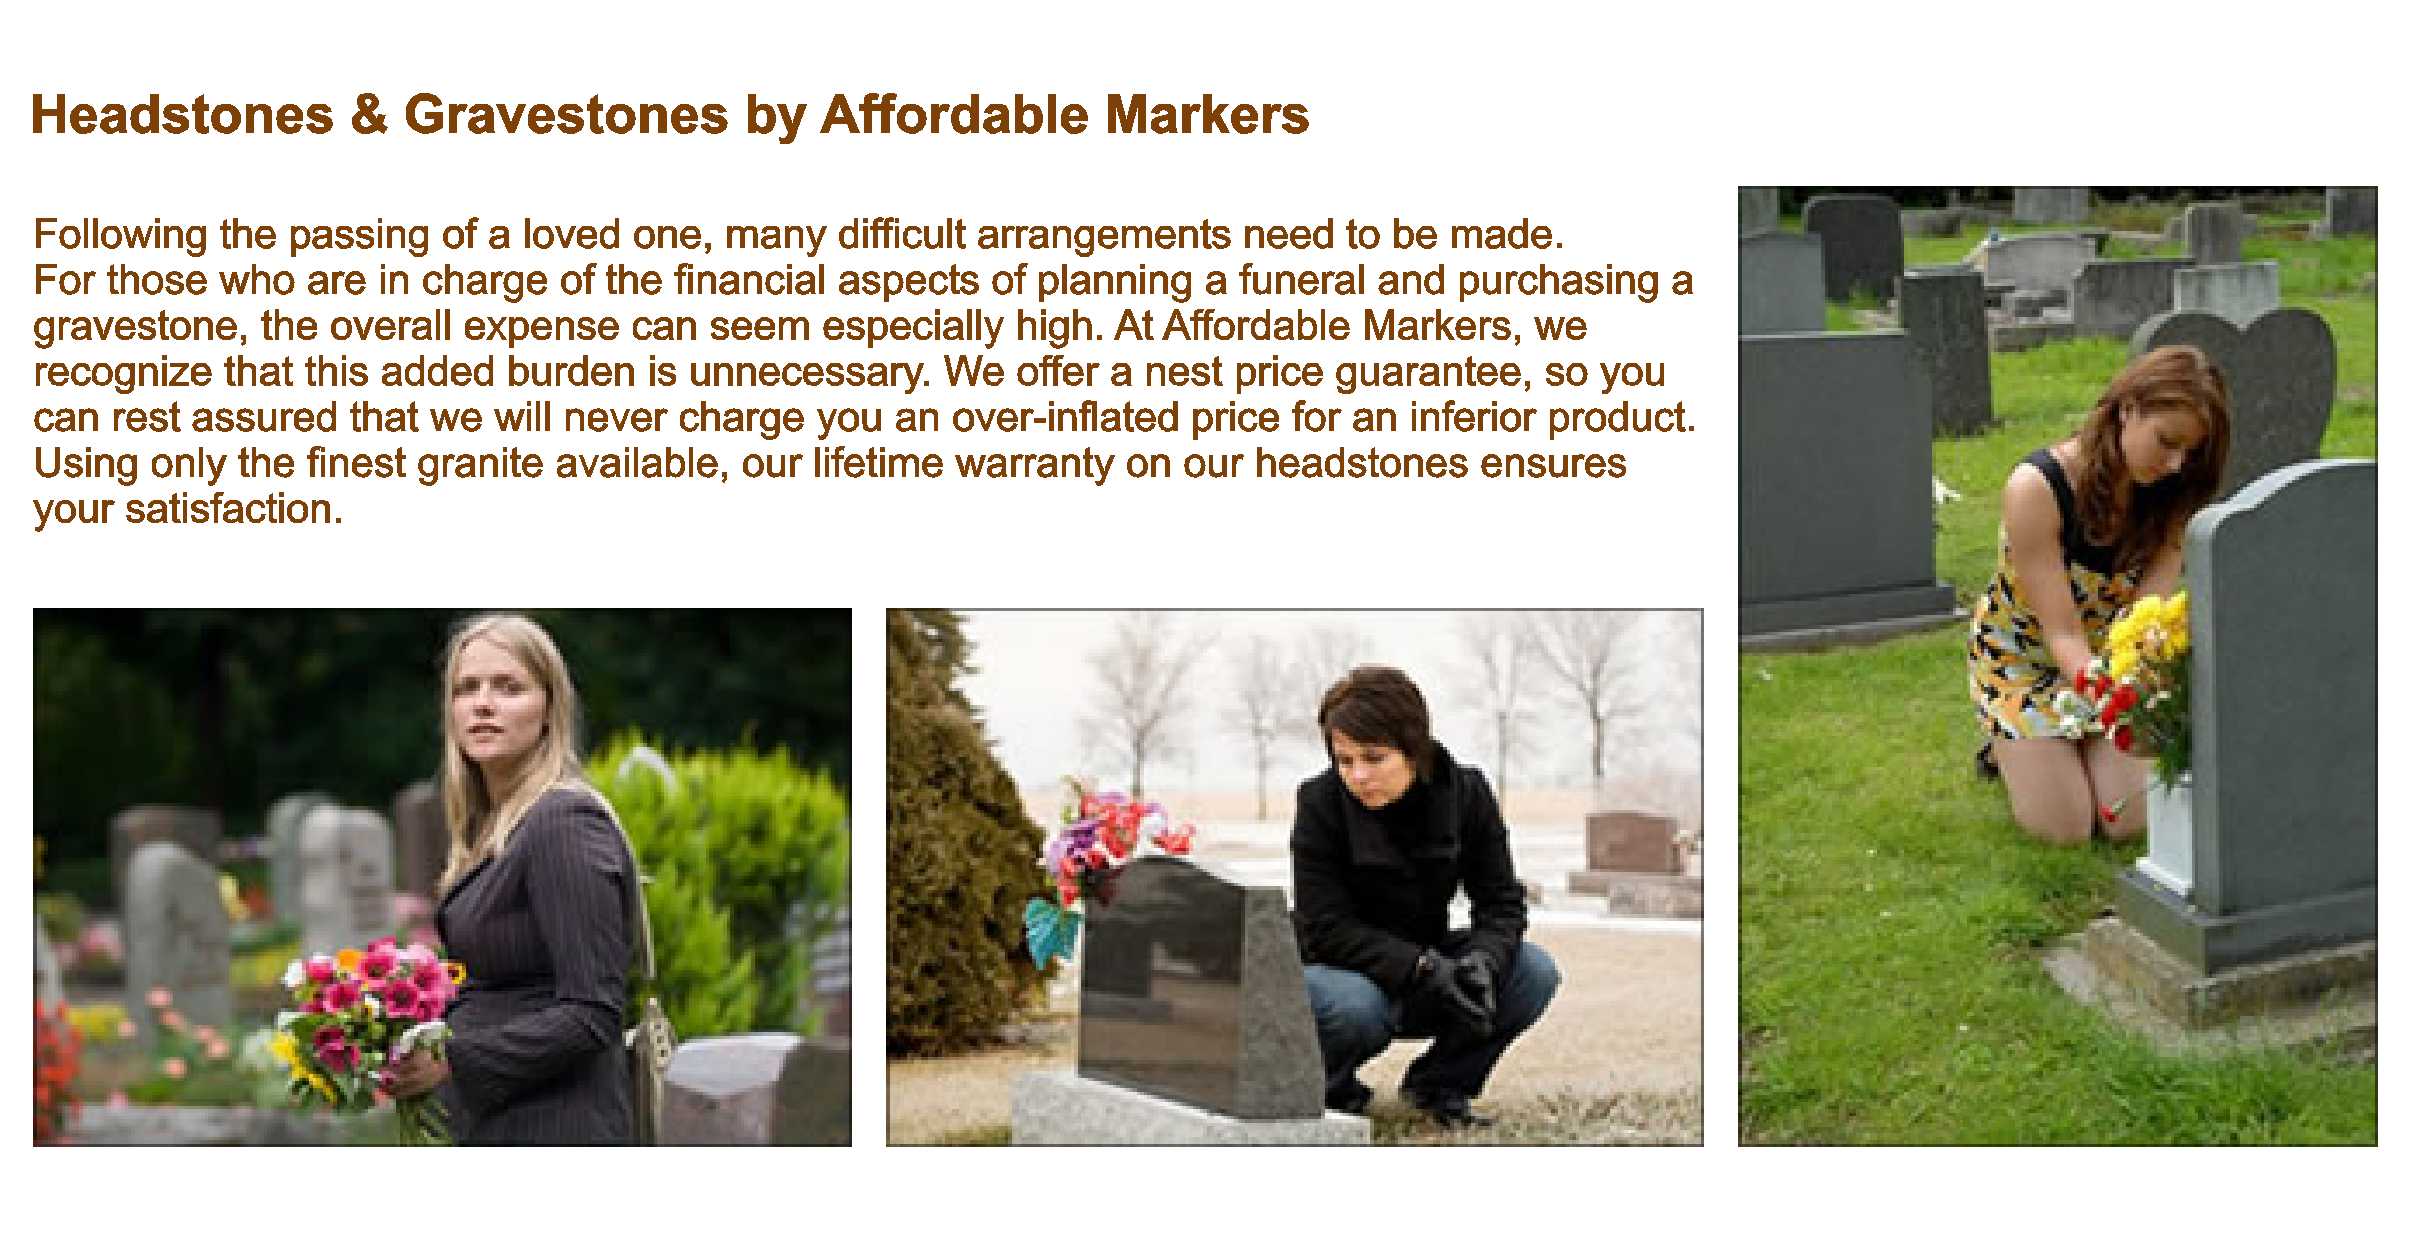 Headstones & Gravestones by Affordable Markers
Following the passing of a loved one, many difficult arrangements need to be made.
For those who are in charge of the financial aspects of planning a funeral and purchasing a
gravestone, the overall expense can seem especially high. At Affordable Markers, we
recognize that this added burden is unnecessary. We offer a nest price guarantee, so you
can rest assured that we will never charge you an over-inflated price for an inferior product.
Using only the finest granite available, our lifetime warranty on our headstones ensures
your satisfaction.